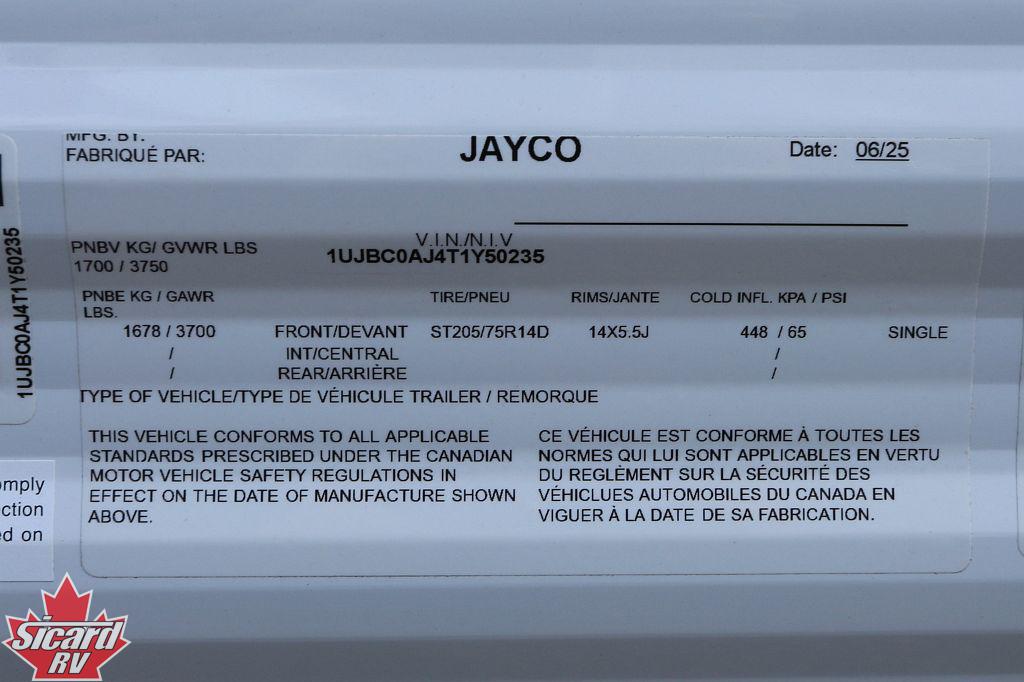 MFG. BY:
FABRIQUÉ PAR:
JAYCO
Date: 06/25
V.I.N./N.I.V
PNBV KG/ GVWR LBS
1UJBC0AJ4T1Y50235
1700 / 3750
PNBE KG / GAWR
LBS.
TIRE/PNEU
RIMS/JANTE
COLD INFL. KPA / PSI
1678 / 3700 FRONT/DEVANT ST205/75R14D 14X5.5J 448 / 65 SINGLE
/ INT/CENTRAL /
/ REAR/ARRIÈRE /
TYPE OF VEHICLE/TYPE DE VÉHICULE TRAILER / REMORQUE
THIS VEHICLE CONFORMS TO ALL APPLICABLE
STANDARDS PRESCRIBED UNDER THE CANADIAN
MOTOR VEHICLE SAFETY REGULATIONS IN
EFFECT ON THE DATE OF MANUFACTURE SHOWN
ABOVE.
CE VÉHICULE EST CONFORME À TOUTES LES
NORMES QUI LUI SONT APPLICABLES EN VERTU
DU REGLÈMENT SUR LA SÉCURITÉ DES
VÉHICLUES AUTOMOBILES DU CANADA EN
VIGUER À LA DATE DE SA FABRICATION.
1UJBC0AJ4T1Y50235
omply
ection
ed on
Sicard
RV